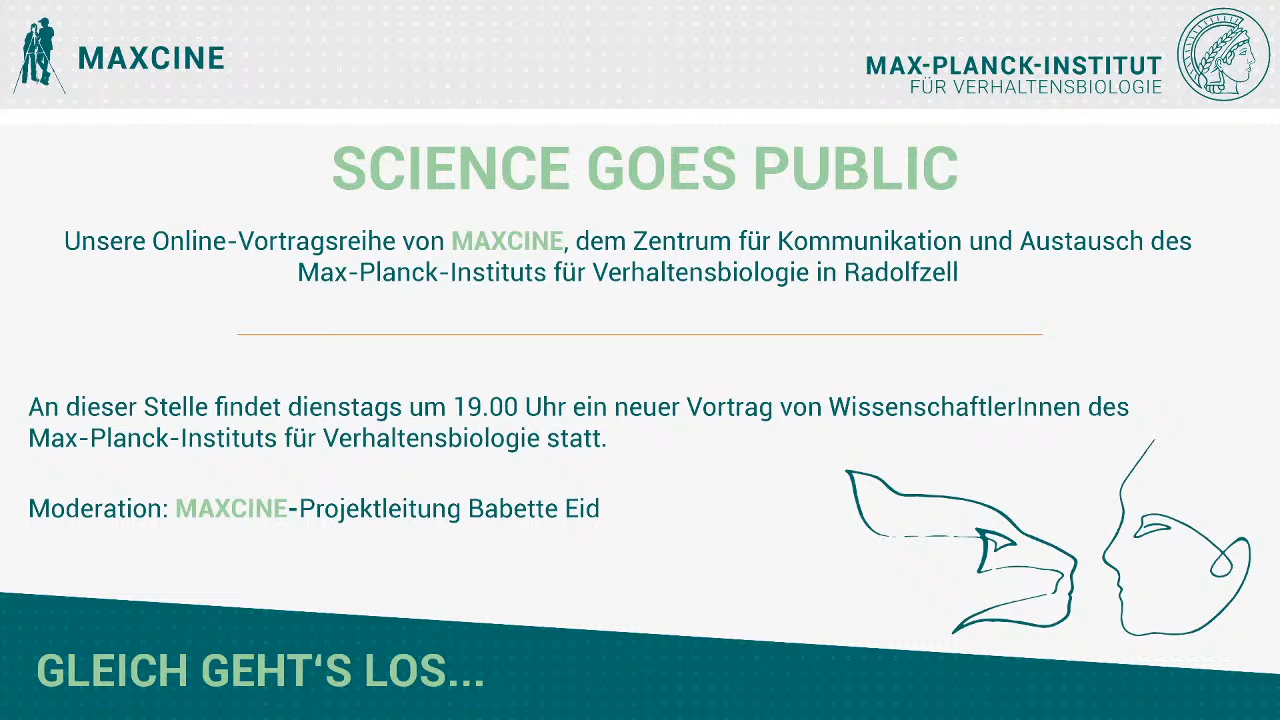 MAXCINE
MAX-PLANCK-INSTITUT
FÜR VERHALTENSBIOLOGIE
SCIENCE GOES PUBLIC
Unsere Online-Vortragsreihe von MAXCINE, dem Zentrum für Kommunikation und Austausch des
Max-Planck-Instituts für Verhaltensbiologie in Radolfzell
An dieser Stelle findet dienstags um 19.00 Uhr ein neuer Vortrag von WissenschaftlerInnen des
Max-Planck-Instituts für Verhaltensbiologie statt.
Moderation: MAXCINE-Projektleitung Babette Eid
GLEICH GEHT‘S LOS...